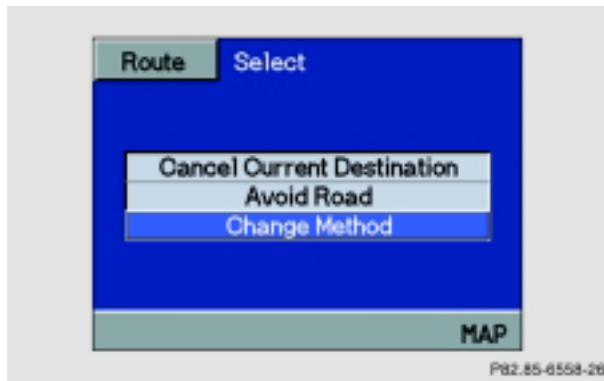 Route Select
Cancel Current Destination
Avoid Road
Change Method
MAP
P82.85-6558-26